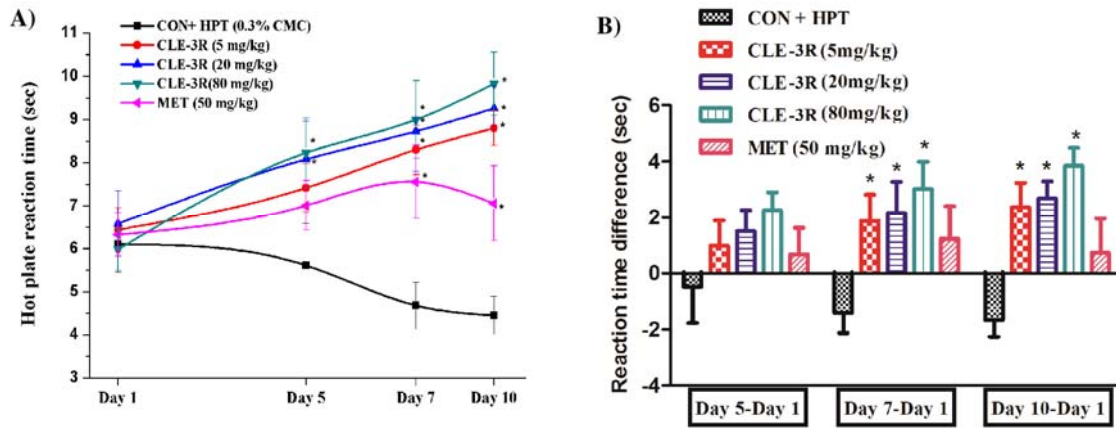 A)
CON+ HPT (0.3% CMC)
CLE-3R (5 mg/kg)
CLE-3R (20 mg/kg)
CLE-3R(80 mg/kg)
MET (50 mg/kg)
Hot plate reaction time (sec)
11
10
9
8
7
6
5
4
3
* * * * * * * * *
Day 1 Day 5 Day 7 Day 10
B)
CON + HPT
CLE-3R (5mg/kg)
CLE-3R (20mg/kg)
CLE-3R (80mg/kg)
MET (50 mg/kg)
Reaction time difference (sec)
6
4
2
0
-2
-4
* * * * * *
Day 5-Day 1 Day 7-Day 1 Day 10-Day 1